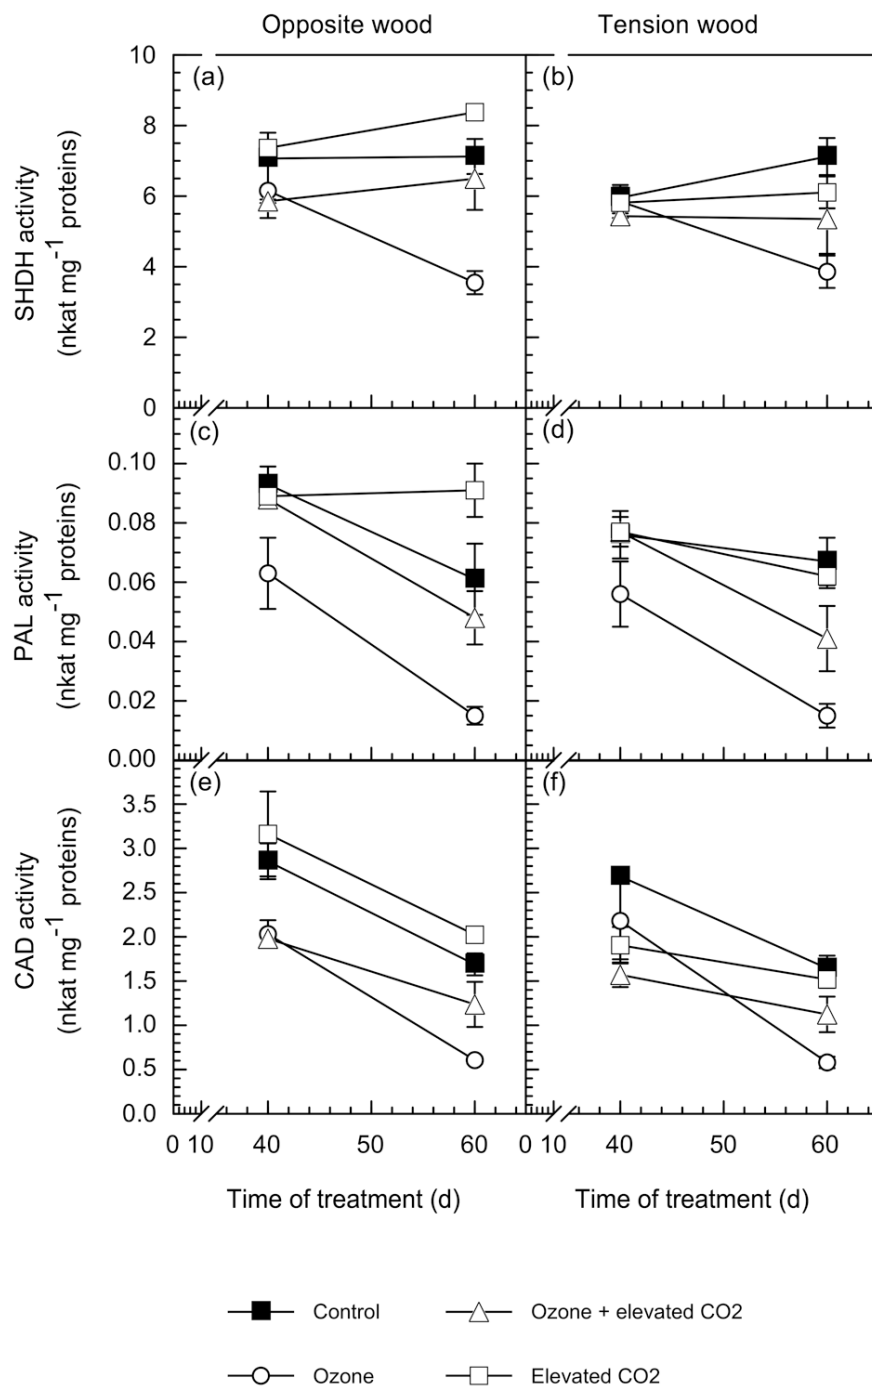 Opposite wood
Tension wood
SHDH activity
(nkat mg⁻¹ proteins)
10
8
6
4
2
0
(a)
(b)
PAL activity
(nkat mg⁻¹ proteins)
0.10
0.08
0.06
0.04
0.02
0.00
(c)
(d)
CAD activity
(nkat mg⁻¹ proteins)
3.5
3.0
2.5
2.0
1.5
1.0
0.5
0.0
(e)
(f)
0 10 40 50 60 0 10 40 50 60
Time of treatment (d)
Time of treatment (d)
Control
Ozone + elevated CO2
Ozone
Elevated CO2